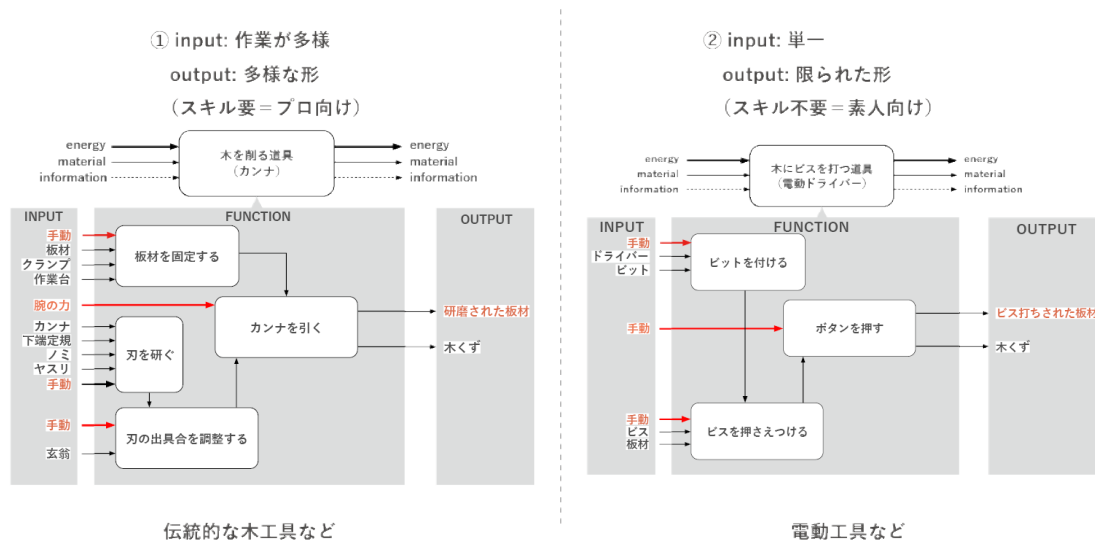 ① input: 作業が多様
output: 多様な形
（スキル要＝プロ向け）
energy
material
information
木を削る道具
（カンナ）
energy
material
information
INPUT
FUNCTION
OUTPUT
手動
板材
クランプ
作業台
板材を固定する
腕の力
カンナを引く
研磨された板材
木くず
カンナ
下端定規
ノミ
ヤスリ
手動
刃を研ぐ
手動
玄翁
刃の出具合を調整する
伝統的な木工具など
② input: 単一
output: 限られた形
（スキル不要＝素人向け）
energy
material
information
木にビスを打つ道具
（電動ドライバー）
energy
material
information
INPUT
FUNCTION
OUTPUT
手動
ドライバー
ビット
ビットを付ける
手動
ボタンを押す
ビス打ちされた板材
木くず
手動
ビス
板材
ビスを押さえつける
電動工具など